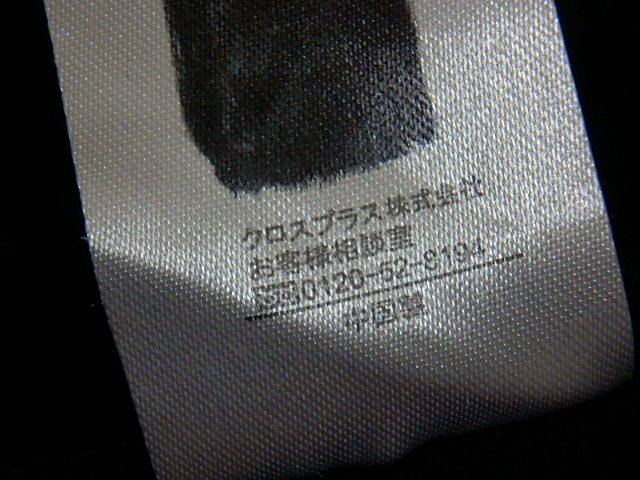 クロスプラス株式会社
お客様相談室
0120-52-8194
中国製